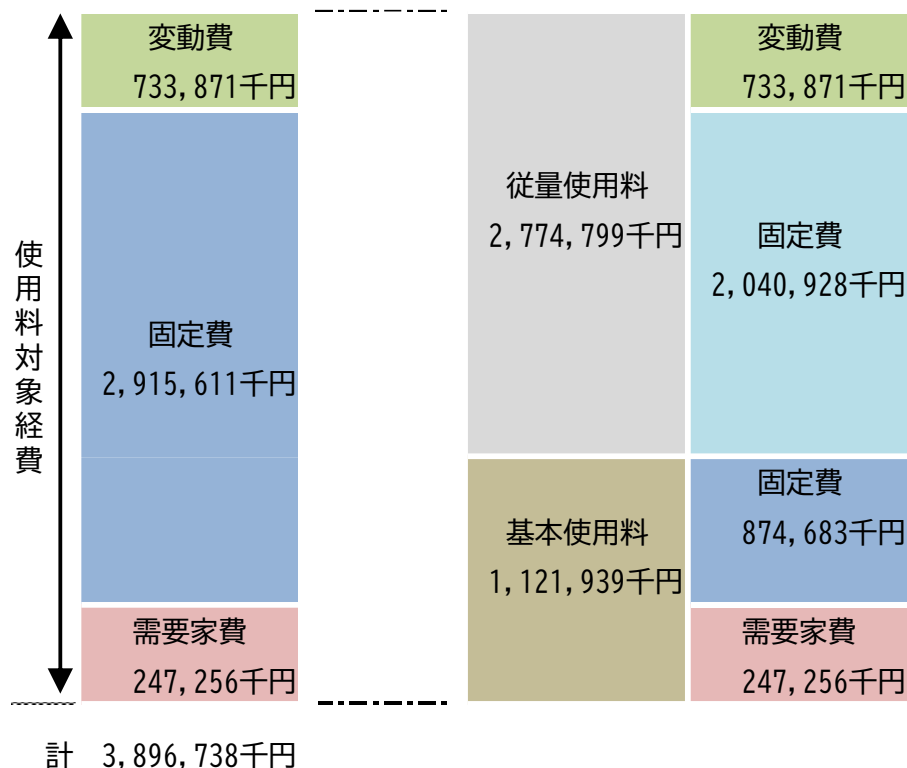 使用料対象経費
変動費
733,871千円
固定費
2,915,611千円
需要家費
247,256千円
計 3,896,738千円
従量使用料
2,774,799千円
基本使用料
1,121,939千円
変動費
733,871千円
固定費
2,040,928千円
固定費
874,683千円
需要家費
247,256千円